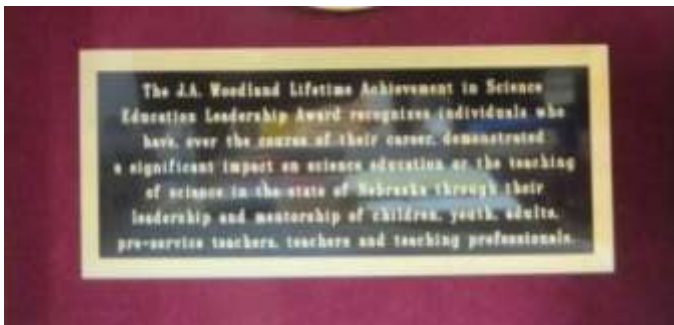 The J.A. Woodland Lifetime Achievement in Science
Education Leadership Award recognizes individuals who
have, over the course of their career, demonstrated
a significant impact on science education or the teaching
of science in the state of Nebraska through their
leadership and mentorship of children, youth, adults,
pre-service teachers, teachers and teaching professionals.